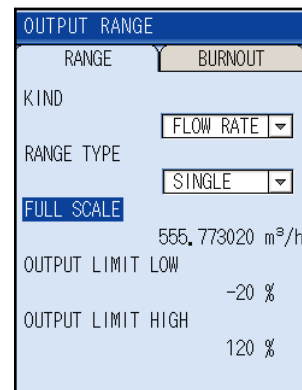 OUTPUT RANGE
RANGE BURNOUT
KIND
FLOW RATE
RANGE TYPE
SINGLE
FULL SCALE
555.773020 m³/h
OUTPUT LIMIT LOW
-20 %
OUTPUT LIMIT HIGH
120 %